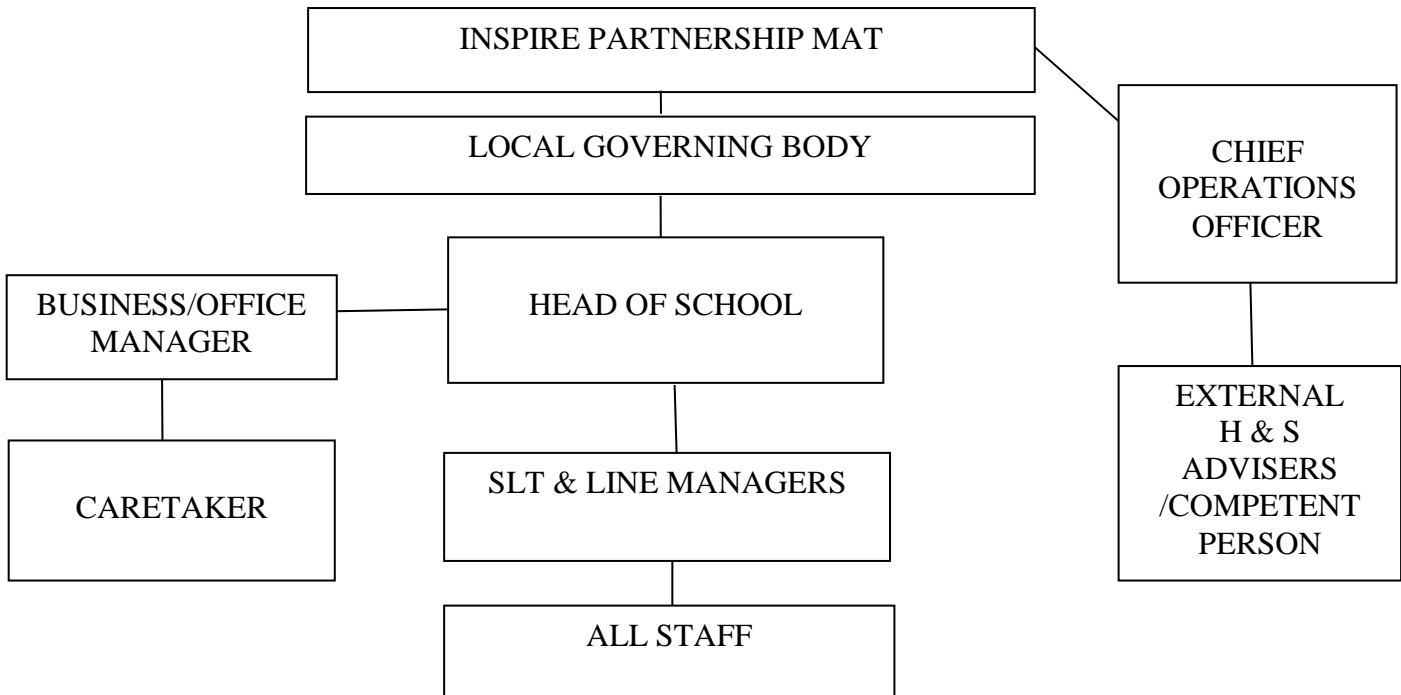 INSPIRE PARTNERSHIP MAT
LOCAL GOVERNING BODY
CHIEF
OPERATIONS
OFFICER
HEAD OF SCHOOL
BUSINESS/OFFICE
MANAGER
EXTERNAL
H & S
ADVISERS
/COMPETENT
PERSON
SLT & LINE MANAGERS
CARETAKER
ALL STAFF